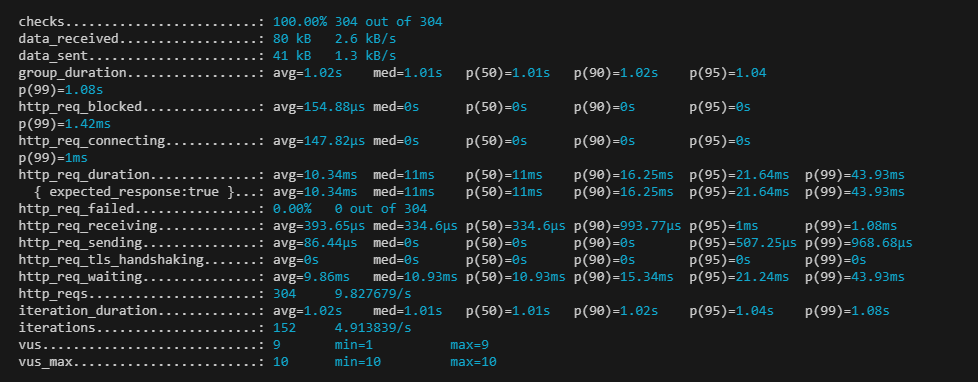 checks.........................: 100.00% 304 out of 304
data_received..................: 80 kB   2.6 kB/s
data_sent......................: 41 kB   1.3 kB/s
group_duration.................: avg=1.02s    med=1.01s   p(50)=1.01s   p(90)=1.02s    p(95)=1.04
p(99)=1.08s
http_req_blocked...............: avg=154.88µs med=0s      p(50)=0s      p(90)=0s       p(95)=0s
p(99)=1.42ms
http_req_connecting............: avg=147.82µs med=0s      p(50)=0s      p(90)=0s       p(95)=0s
p(99)=1ms
http_req_duration..............: avg=10.34ms  med=11ms    p(50)=11ms    p(90)=16.25ms  p(95)=21.64ms  p(99)=43.93ms
  { expected_response:true }...: avg=10.34ms  med=11ms    p(50)=11ms    p(90)=16.25ms  p(95)=21.64ms  p(99)=43.93ms
http_req_failed................: 0.00%   0 out of 304
http_req_receiving.............: avg=393.65µs med=334.6µs p(50)=334.6µs p(90)=993.77µs p(95)=1ms      p(99)=1.08ms
http_req_sending...............: avg=86.44µs  med=0s      p(50)=0s      p(90)=0s       p(95)=507.25µs p(99)=968.68µs
http_req_tls_handshaking.......: avg=0s       med=0s      p(50)=0s      p(90)=0s       p(95)=0s       p(99)=0s
http_req_waiting...............: avg=9.86ms   med=10.93ms p(50)=10.93ms p(90)=15.34ms  p(95)=21.24ms  p(99)=43.93ms
http_reqs......................: 304     9.827679/s
iteration_duration.............: avg=1.02s    med=1.01s   p(50)=1.01s   p(90)=1.02s    p(95)=1.04s    p(99)=1.08s
iterations.....................: 152     4.913839/s
vus............................: 9       min=1          max=9
vus_max........................: 10      min=10         max=10